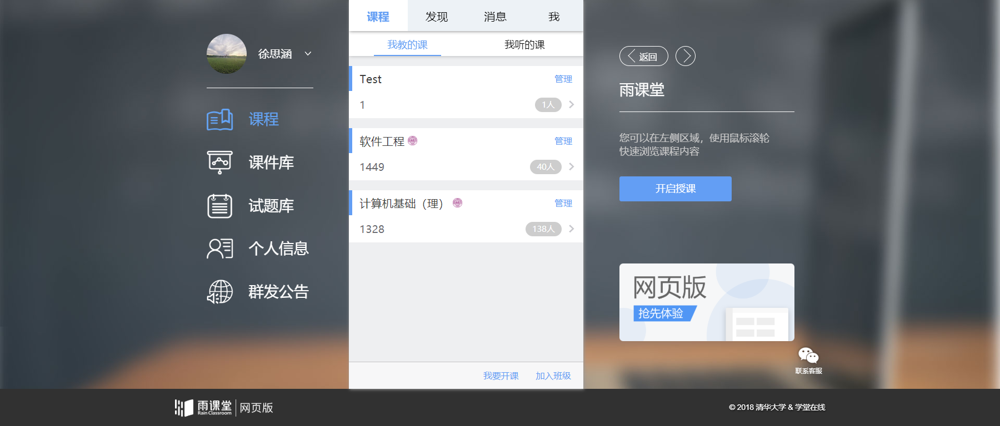 徐思涵
课程
课件库
试题库
个人信息
群发公告
课程 发现 消息 我
我教的课 我听的课
Test 管理
1 1人
软件工程 管理
1449 40人
计算机基础（理） 管理
1328 138人
我要开课 加入班级
返回
雨课堂
您可以在左侧区域，使用鼠标滚轮
快速浏览课程内容
开启授课
网页版
抢先体验
联系客服
雨课堂
Rain Classroom
网页版
© 2018 清华大学 & 学堂在线